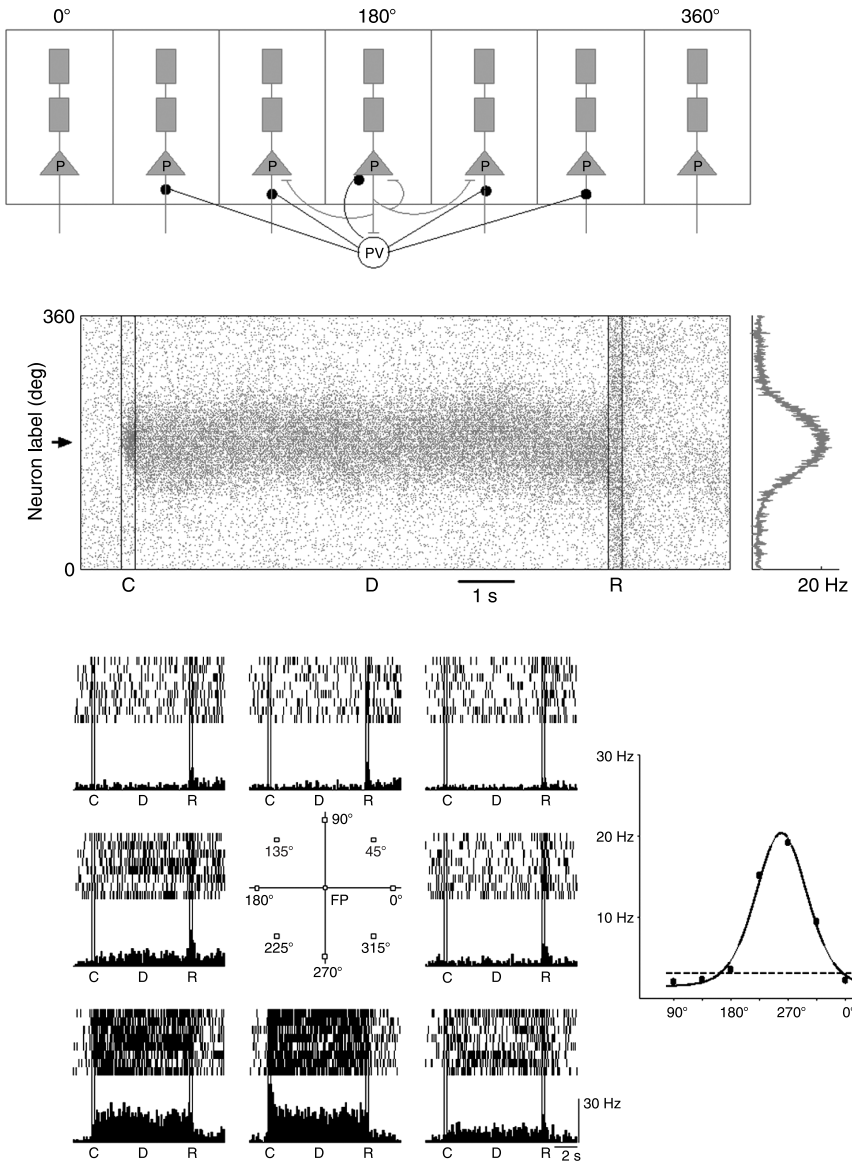 0° 180° 360°
P P P P P P P
PV
360
Neuron label (deg)
0
C D R
1 s
20 Hz
C D R C D R C D R
30 Hz
90°
135° 45°
20 Hz
180° FP 0°
225° 315°
10 Hz
270°
C D R C D R
90° 180° 270° 0°
30 Hz
C D R C D R C D R 2 s